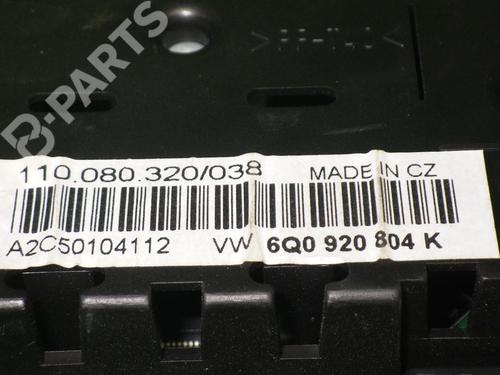 B-PARTS
110.080.320/038 MADE IN CZ
A2C50104112 VW 6Q0 920 804 K